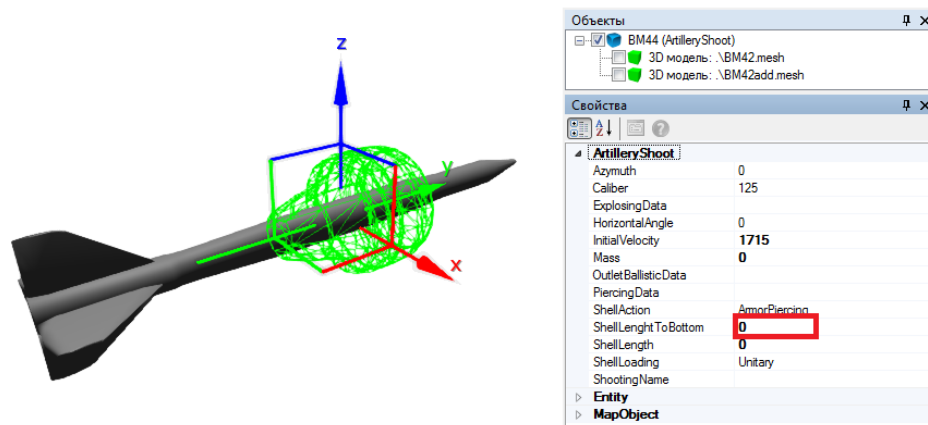 z
y
x
Объекты
BM44 (ArtilleryShoot)
3D модель: .\BM42.mesh
3D модель: .\BM42add.mesh
Свойства
ArtilleryShoot
Azymuth 0
Caliber 125
ExplosingData
HorizontalAngle 0
InitialVelocity 1715
Mass 0
OutletBallisticData
PiercingData
ShellAction ArmorPiercing
ShellLenghtToBottom 0
ShellLength 0
ShellLoading Unitary
ShootingName
Entity
MapObject